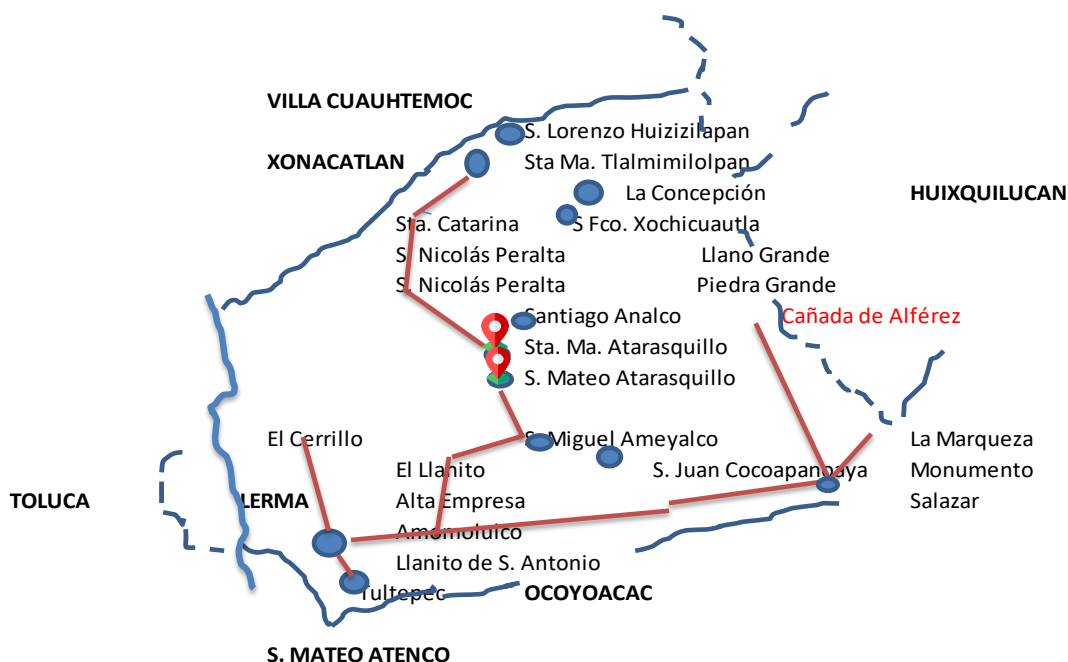 VILLA CUAUHTEMOC
S. Lorenzo Huizizilapan
XONACATLAN
Sta Ma. Tlalmimilolpan
La Concepción
HUIXQUILUCAN
Sta. Catarina
S Fco. Xochicuautla
S. Nicolás Peralta
Llano Grande
S. Nicolás Peralta
Piedra Grande
Santiago Analco
Cañada de Alférez
Sta. Ma. Atarasquillo
S. Mateo Atarasquillo
El Cerrillo
S. Miguel Ameyalco
La Marqueza
El Llanito
S. Juan Cocoapanoaya
Monumento
TOLUCA
LERMA
Alta Empresa
Salazar
Amomolulco
Llanito de S. Antonio
Tultepec
OCOYOACAC
S. MATEO ATENCO